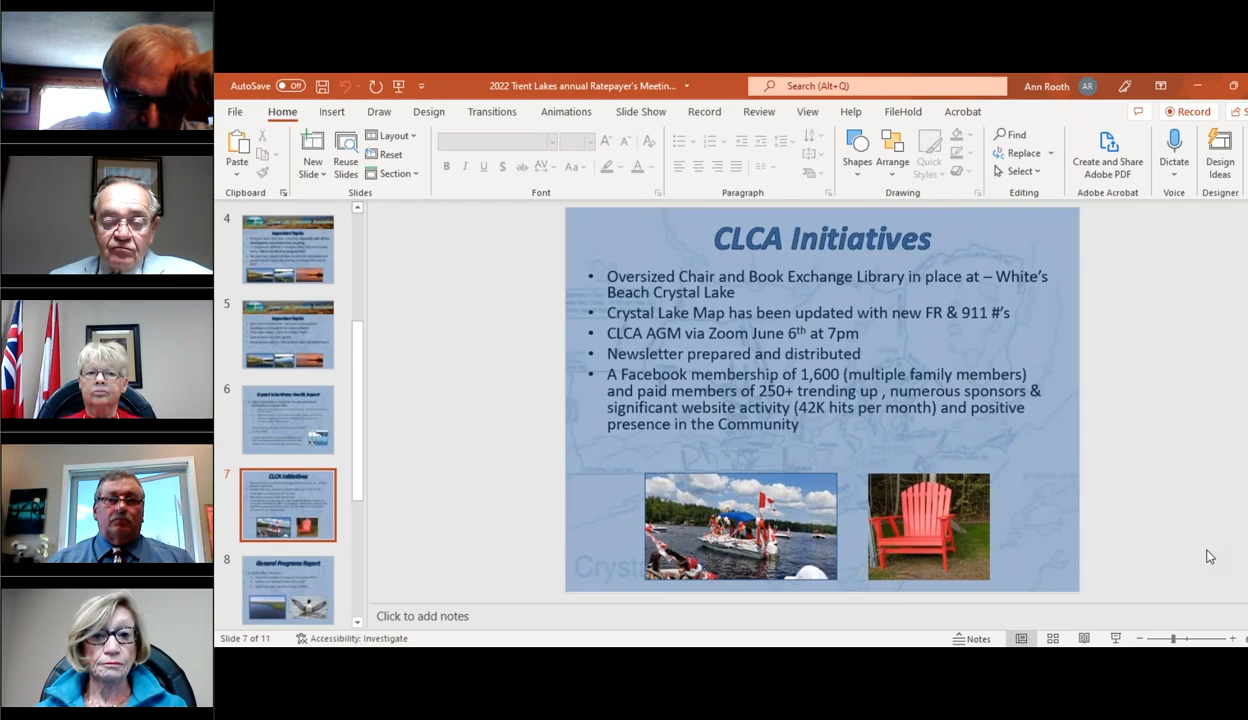 AutoSave Off
2022 Trent Lakes annual Ratepayer's Meetin...
Search (Alt+Q)
Ann Rooth AR
File Home Insert Draw Design Transitions Animations Slide Show Record Review View Help FileHold Acrobat
Record
Paste
New
Slide
Reuse
Slides
Layout
Reset
Section
Shapes
Arrange
Quick
Styles
Find
Replace
Select
Create and Share
Adobe PDF
Dictate
Design
Ideas
Clipboard Slides Font Paragraph Drawing Editing Adobe Acrobat Voice Designer
4
5
6
7
CLCA Initiatives
8
General Programs Report
CLCA Initiatives
• Oversized Chair and Book Exchange Library in place at – White's
Beach Crystal Lake
• Crystal Lake Map has been updated with new FR & 911 #'s
• CLCA AGM via Zoom June 6th at 7pm
• Newsletter prepared and distributed
• A Facebook membership of 1,600 (multiple family members)
and paid members of 250+ trending up , numerous sponsors &
significant website activity (42K hits per month) and positive
presence in the Community
Click to add notes
Slide 7 of 11
Accessibility: Investigate
Notes